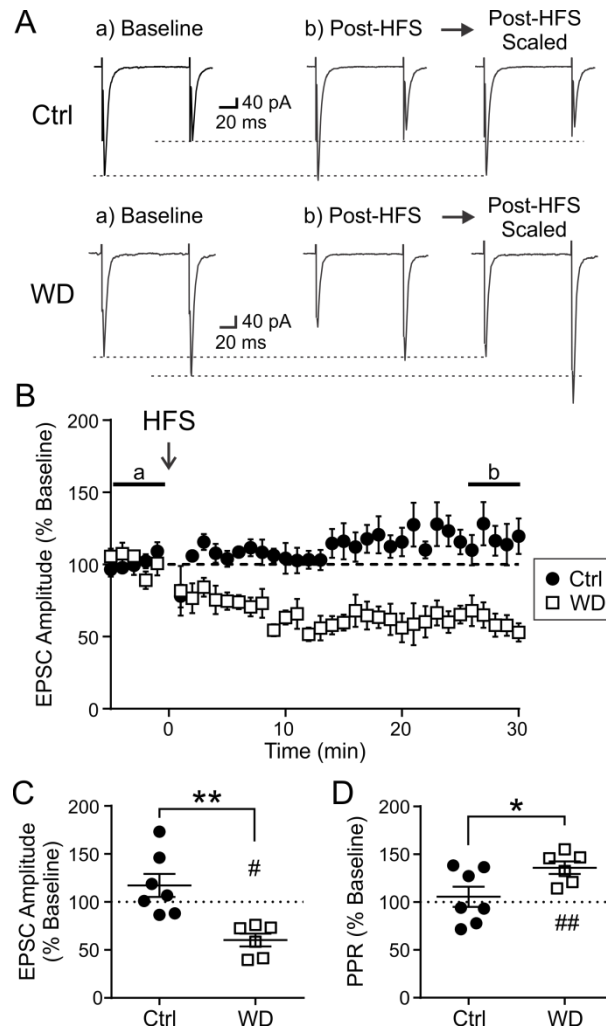 A
a) Baseline
b) Post-HFS
Post-HFS
Scaled
Ctrl
40 pA
20 ms
a) Baseline
b) Post-HFS
Post-HFS
Scaled
WD
40 pA
20 ms
B
HFS
a
b
200
150
100
50
0
EPSC Amplitude (% Baseline)
0
10
20
30
Time (min)
Ctrl
WD
C
**
#
200
150
100
50
0
EPSC Amplitude
(% Baseline)
Ctrl
WD
D
*
##
200
150
100
50
0
PPR (% Baseline)
Ctrl
WD